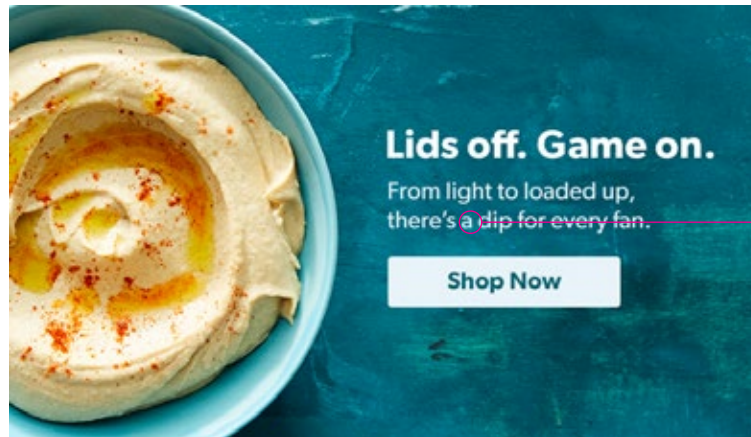 Lids off. Game on.
From light to loaded up,
there's a dip for every fan.
Shop Now